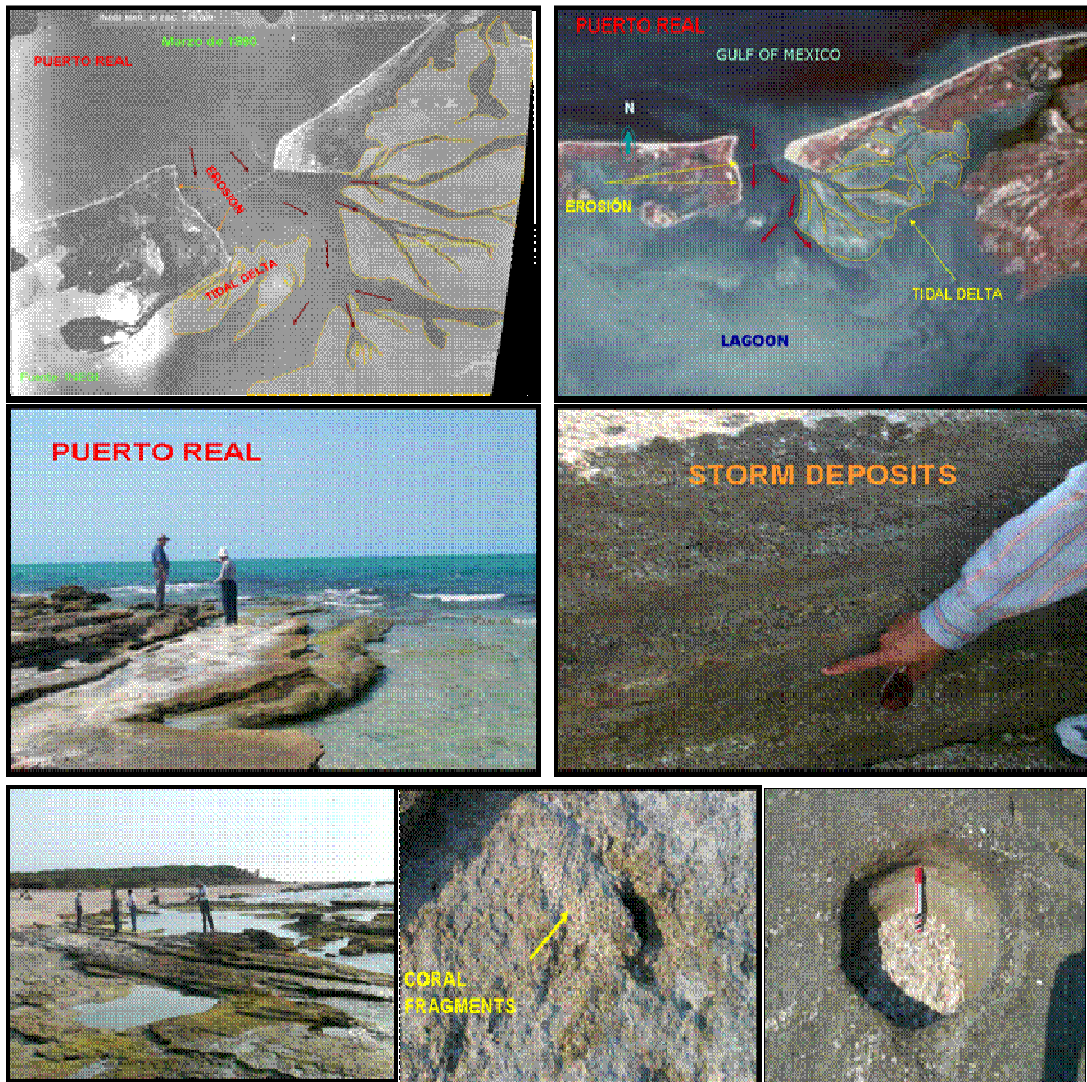 PUERTO REAL
Marzo de
EROSIÓN
TIDAL DELTA
PUERTO REAL
GULF OF MEXICO
N
EROSIÓN
TIDAL DELTA
LAGOON
PUERTO REAL
STORM DEPOSITS
CORAL
FRAGMENTS